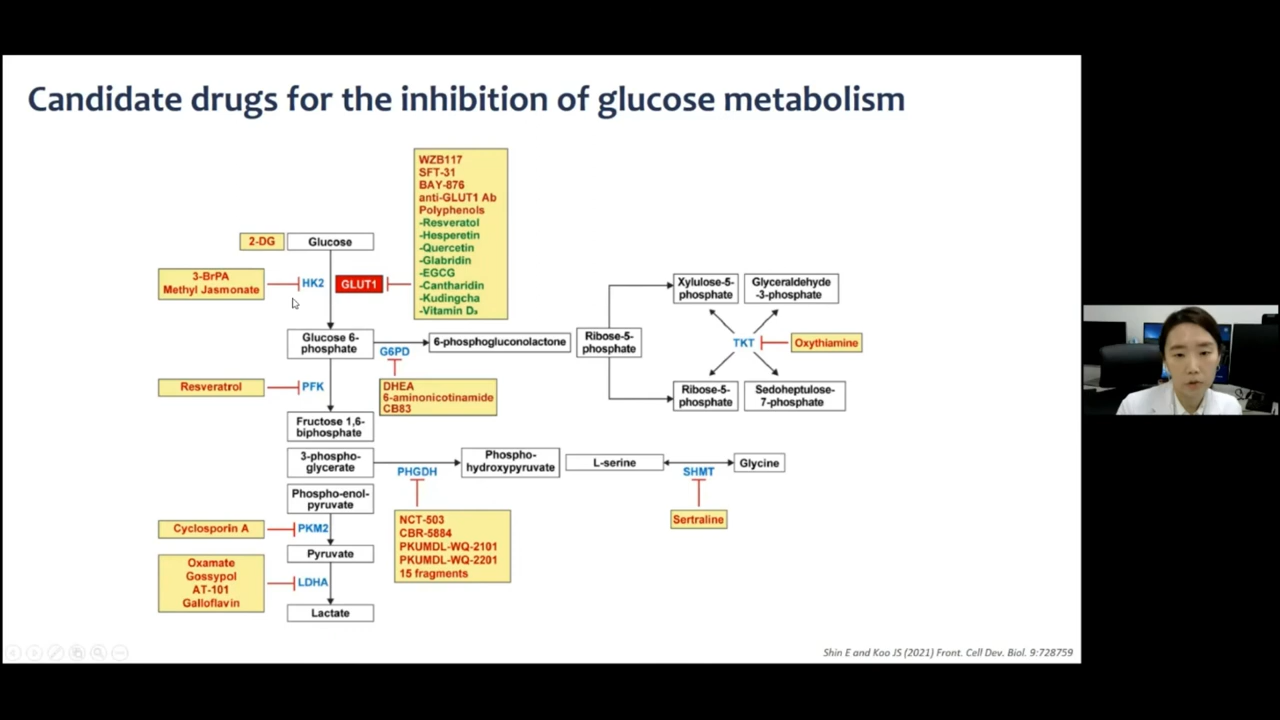 Candidate drugs for the inhibition of glucose metabolism
WZB117
SFT-31
BAY-876
anti-GLUT1 Ab
Polyphenols
-Resveratol
-Hesperetin
-Quercetin
-Glabridin
-EGCG
-Cantharidin
-Kudingcha
-Vitamin D₃
2-DG
Glucose
3-BrPA
Methyl Jasmonate
HK2
GLUT1
Glucose 6-
phosphate
G6PD
6-phosphogluconolactone
DHEA
6-aminonicotinamide
CB83
Ribose-5-
phosphate
Xylulose-5-
phosphate
Glyceraldehyde
-3-phosphate
TKT
Oxythiamine
Ribose-5-
phosphate
Sedoheptulose-
7-phosphate
Resveratrol
PFK
Fructose 1,6-
biphosphate
3-phospho-
glycerate
PHGDH
Phospho-
hydroxypyruvate
L-serine
SHMT
Glycine
Sertraline
NCT-503
CBR-5884
PKUMDL-WQ-2101
PKUMDL-WQ-2201
15 fragments
Phospho-enol-
pyruvate
Cyclosporin A
PKM2
Pyruvate
Oxamate
Gossypol
AT-101
Galloflavin
LDHA
Lactate
Shin E and Koo JS (2021) Front. Cell Dev. Biol. 9:728759